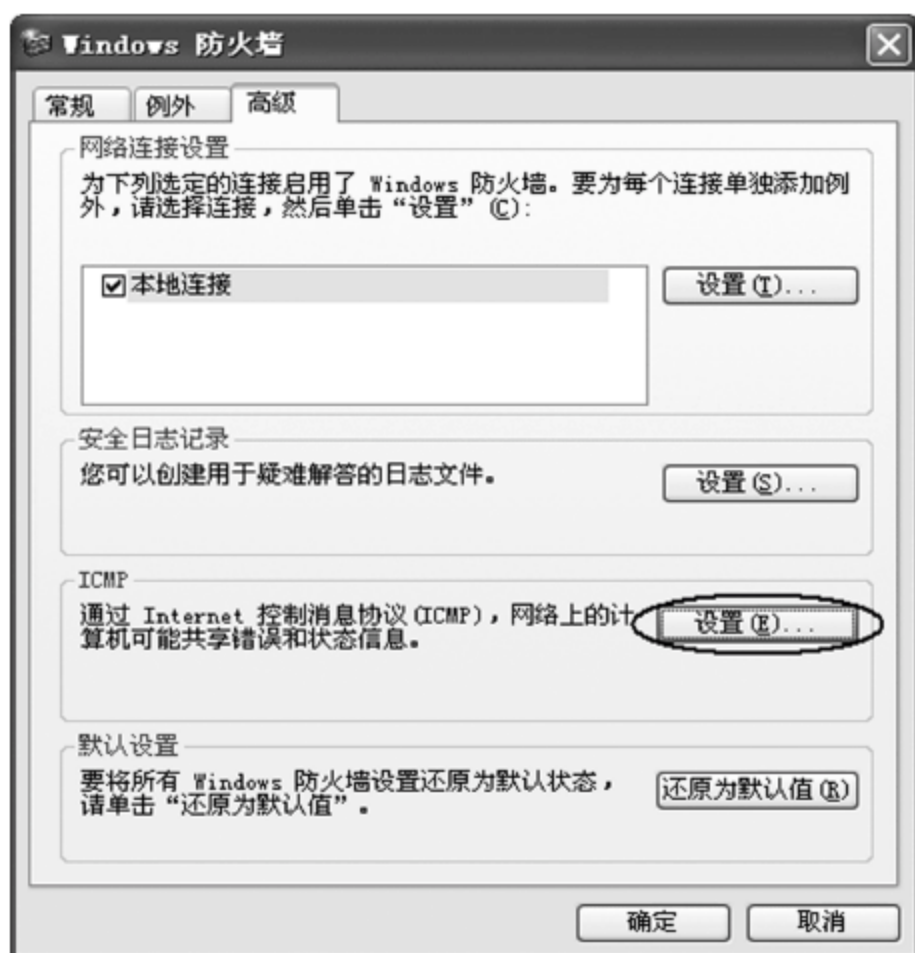 Windows 防火墙
常规 例外 高级
网络连接设置
为下列选定的连接启用了 Windows 防火墙。要为每个连接单独添加例
外，请选择连接，然后单击“设置” (C):
本地连接 设置(T)...
安全日志记录
您可以创建用于疑难解答的日志文件。
设置(S)...
ICMP
通过 Internet 控制消息协议(ICMP)，网络上的计
算机可能共享错误和状态信息。
设置(E)...
默认设置
要将所有 Windows 防火墙设置还原为默认状态，
请单击“还原为默认值”。
还原为默认值(R)
确定 取消